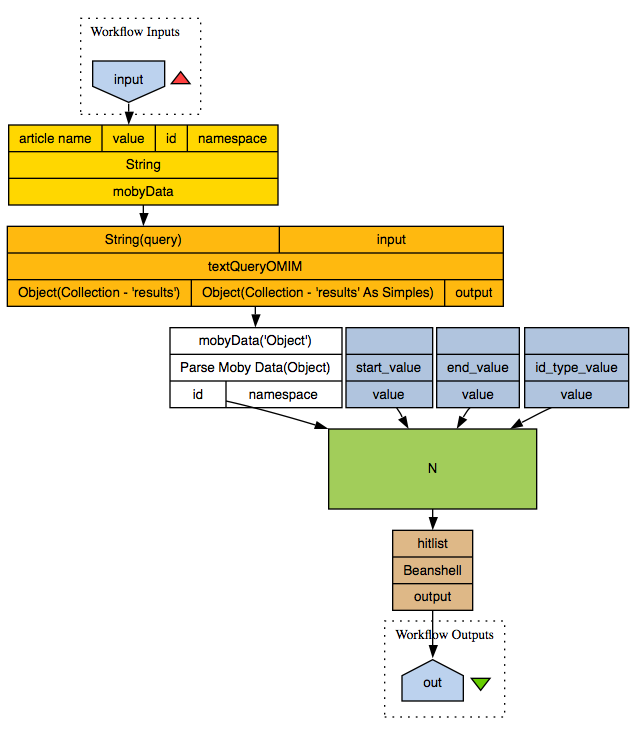 Workflow Inputs
input
article name value id namespace
String
mobyData
String(query) input
textQueryOMIM
Object(Collection - 'results') Object(Collection - 'results' As Simples) output
mobyData('Object')
Parse Moby Data(Object) start_value end_value id_type_value
id namespace value value value
N
hitlist
Beanshell
output
Workflow Outputs
out